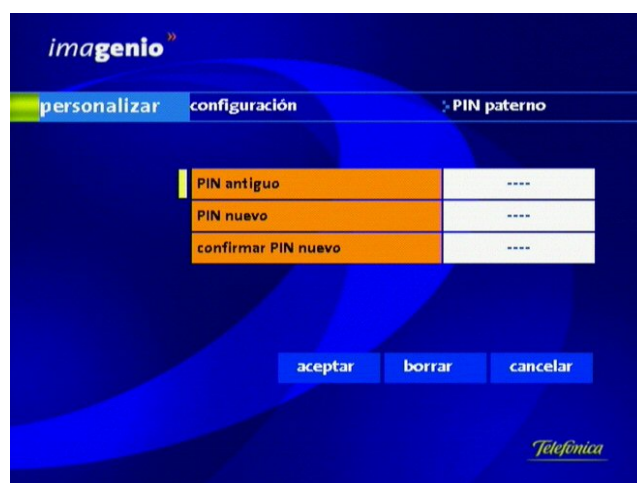 imagenio»
personalizar configuración PIN paterno
PIN antiguo ----
PIN nuevo ----
confirmar PIN nuevo ----
aceptar borrar cancelar
Telefónica